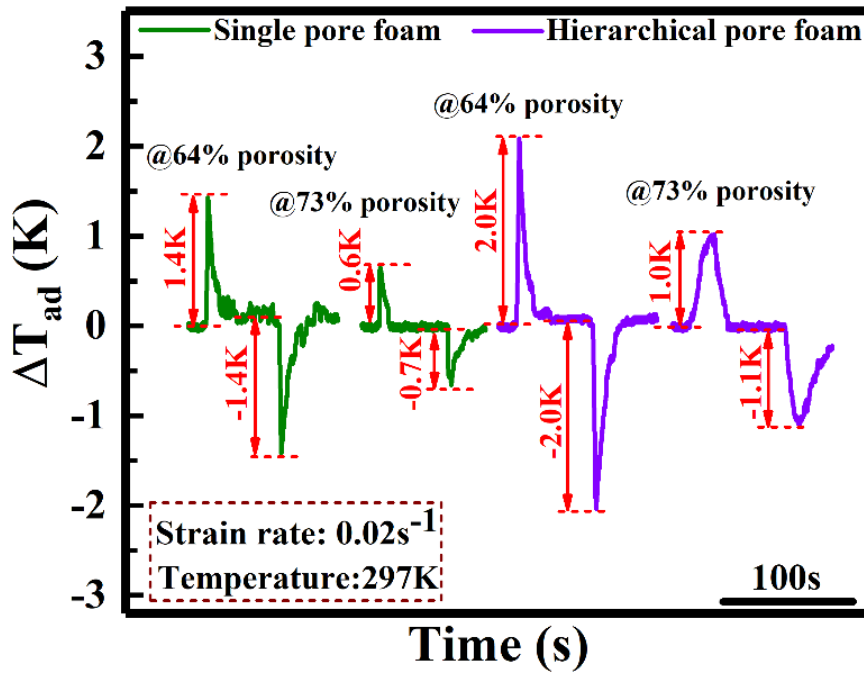 Single pore foam
Hierarchical pore foam
3
2
1
0
-1
-2
-3
ΔT_ad (K)
@64% porosity
@73% porosity
@64% porosity
@73% porosity
1.4K
-1.4K
0.6K
-0.7K
2.0K
-2.0K
1.0K
-1.1K
Strain rate: 0.02s⁻¹
Temperature:297K
100s
Time (s)